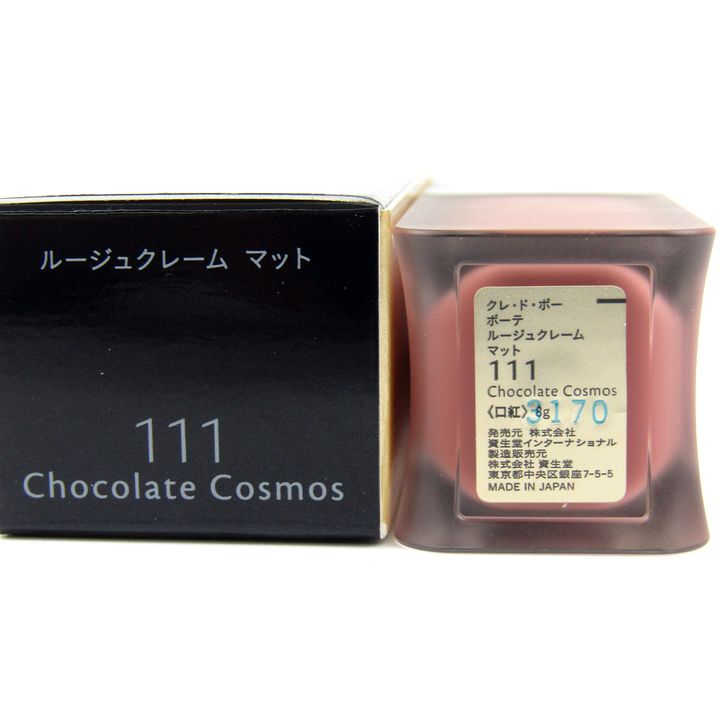 ルージュクレーム マット
111
Chocolate Cosmos
クレ・ド・ポー
ボーテ
ルージュクレーム
マット
111
Chocolate Cosmos
〈口紅〉 8g
3170
発売元 株式会社
資生堂インターナショナル
製造販売元
株式会社 資生堂
東京都中央区銀座7-5-5
MADE IN JAPAN